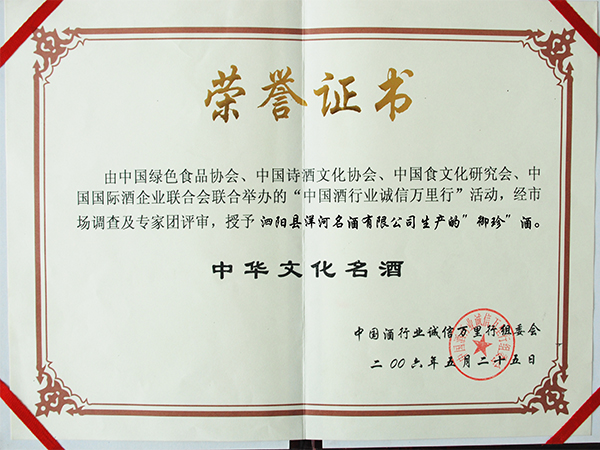 荣誉证书
由中国绿色食品协会、中国诗酒文化协会、中国食文化研究会、中
国国际酒企业联合会联合举办的“中国酒行业诚信万里行”活动，经市
场调查及专家团评审，授予 泗阳县洋河名酒有限公司生产的”御珍”酒。
中华文化名酒
中国酒行业诚信万里行组委会
二00六年五月二十五日